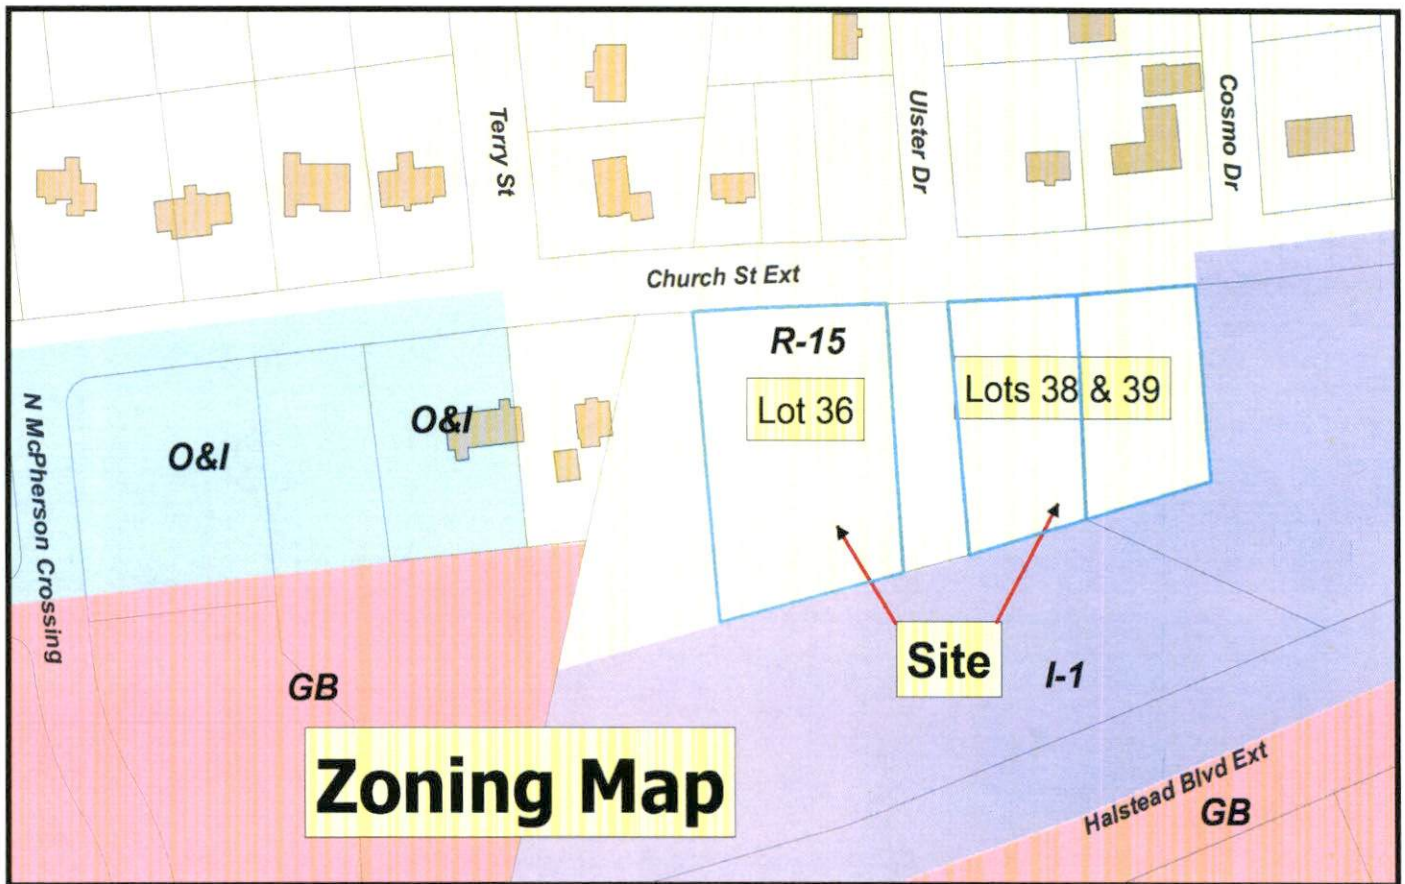 Terry St
Ulster Dr
Cosmo Dr
Church St Ext
R-15
Lot 36
Lots 38 & 39
N McPherson Crossing
O&I
O&I
Site
I-1
GB
Zoning Map
Halstead Blvd Ext
GB